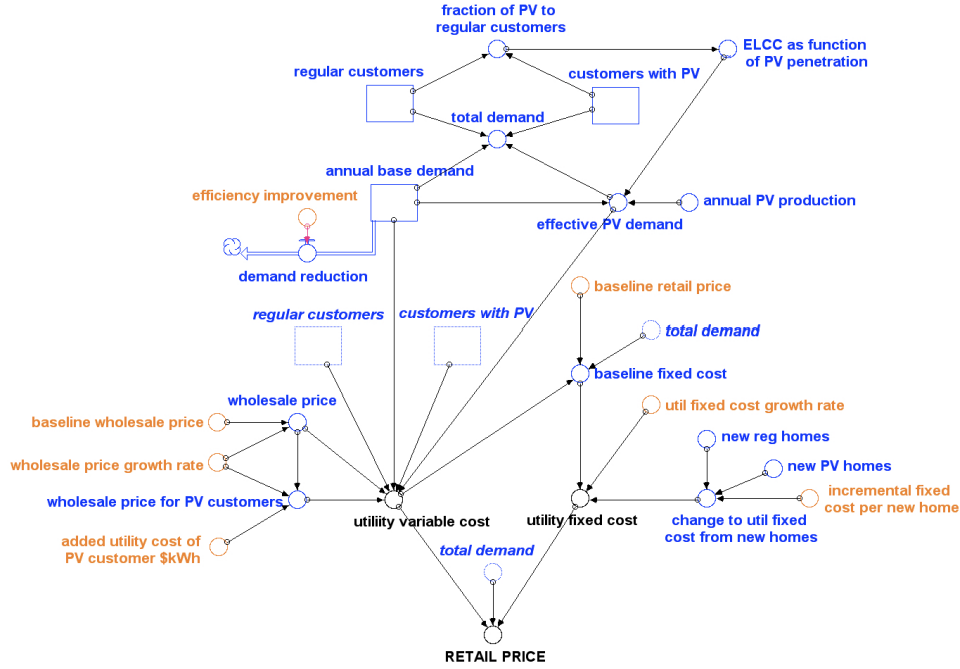 fraction of PV to
regular customers
ELCC as function
of PV penetration
regular customers
customers with PV
total demand
annual base demand
efficiency improvement
annual PV production
effective PV demand
demand reduction
baseline retail price
regular customers
customers with PV
total demand
baseline fixed cost
wholesale price
util fixed cost growth rate
baseline wholesale price
new reg homes
wholesale price growth rate
new PV homes
wholesale price for PV customers
incremental fixed
cost per new home
utiliity variable cost
utility fixed cost
change to util fixed
cost from new homes
added utility cost of
PV customer $kWh
total demand
RETAIL PRICE